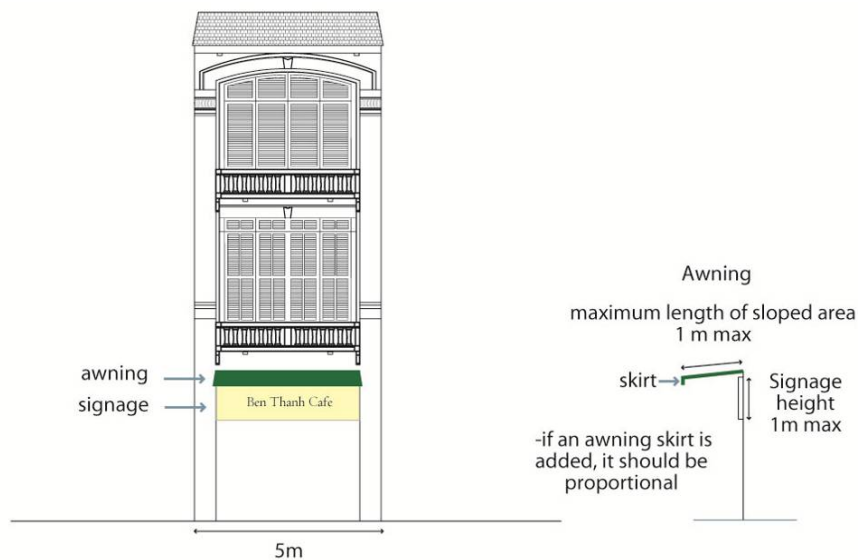 awning
signage
Ben Thanh Cafe
5m
Awning
maximum length of sloped area
1 m max
skirt
Signage
height
1m max
-if an awning skirt is
added, it should be
proportional